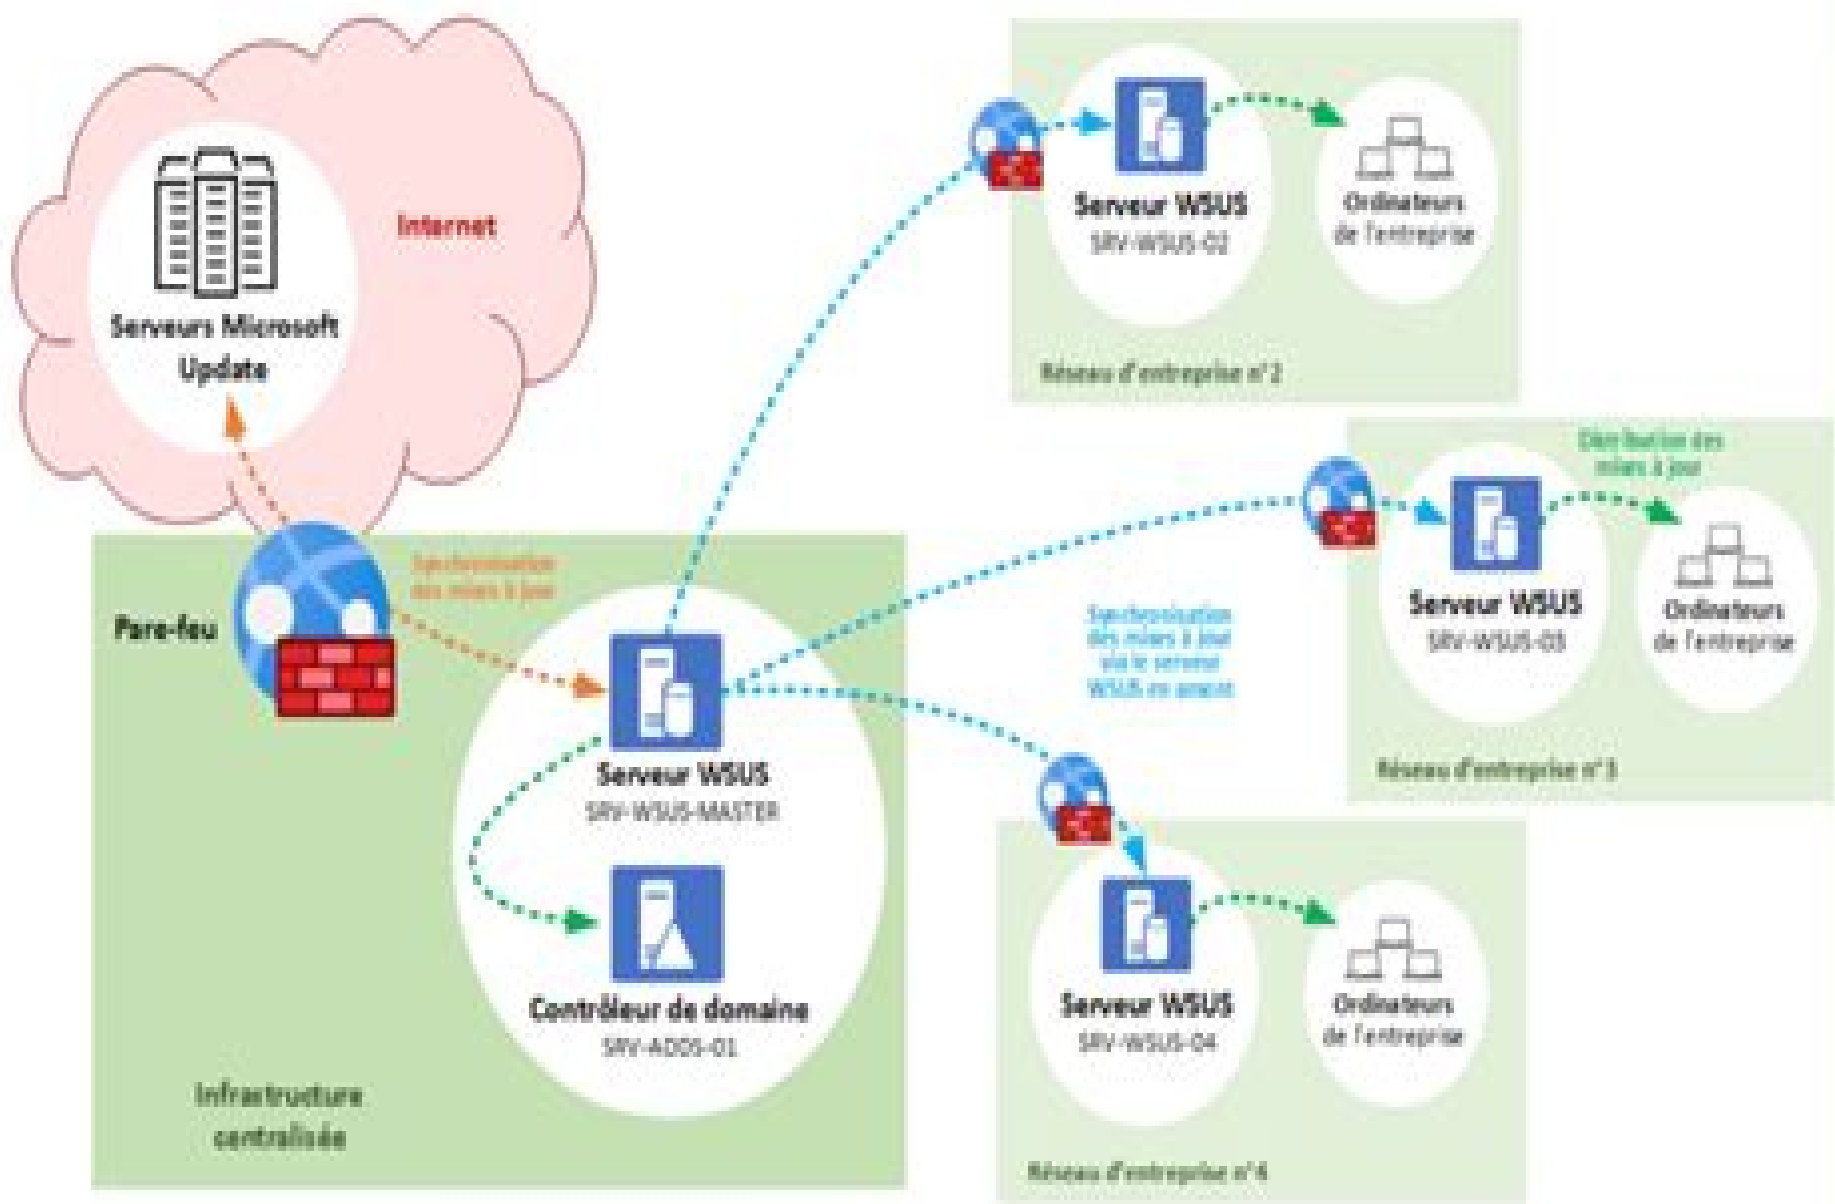 Internet
Serveurs Microsoft
Update
Pare-feu
Synchronisation
des mises à jour
Serveur WSUS
SRV-WSUS-MASTER
Contrôleur de domaine
SRV-ADDS-01
Infrastructure
centralisée
Serveur WSUS
SRV-WSUS-02
Ordinateurs
de l'entreprise
Réseau d'entreprise n°2
Distribution des
mises à jour
Serveur WSUS
SRV-WSUS-03
Ordinateurs
de l'entreprise
Réseau d'entreprise n°3
Synchronisation
des mises à jour
via le serveur
WSUS en amont
Serveur WSUS
SRV-WSUS-04
Ordinateurs
de l'entreprise
Réseau d'entreprise n°4